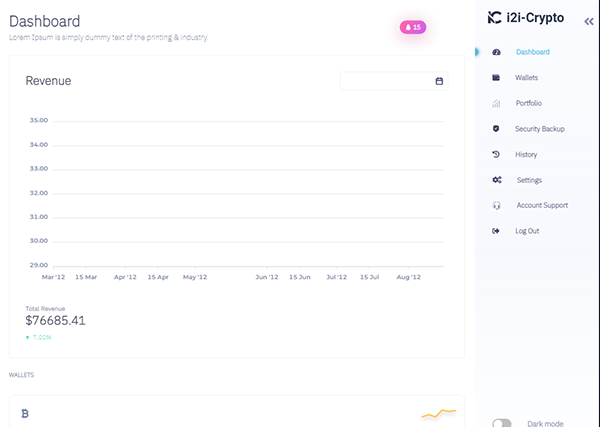 Dashboard
Lorem Ipsum is simply dummy text of the printing & industry.
15
Revenue
35.00
34.00
33.00
32.00
31.00
30.00
29.00
Mar '12 15 Mar Apr '12 15 Apr May '12 Jun '12 15 Jun Jul '12 15 Jul Aug '12
Total Revenue
$76685.41
7.00%
WALLETS
i2i-Crypto
Dashboard
Wallets
Portfolio
Security Backup
History
Settings
Account Support
Log Out
Dark mode